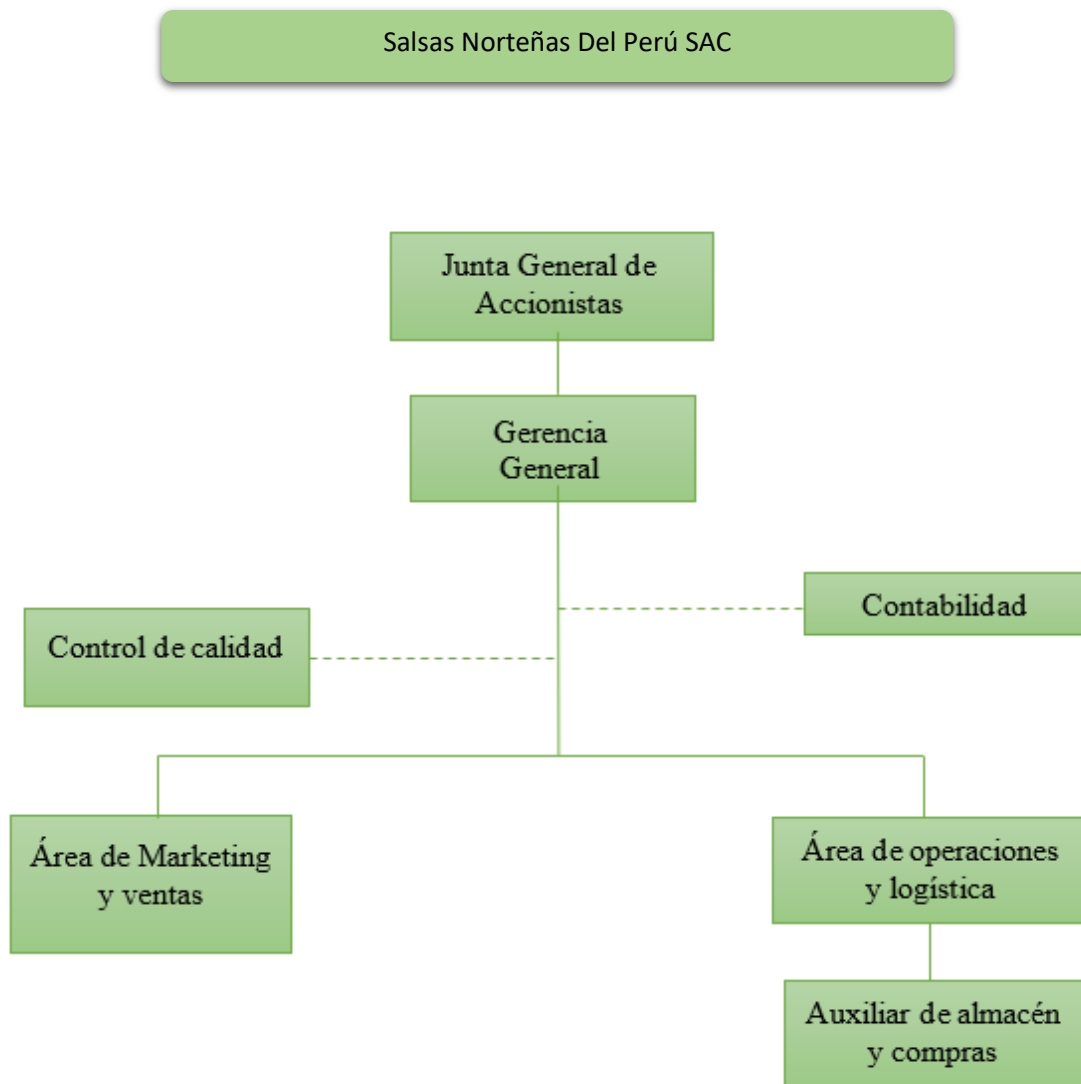 Salsas Norteñas Del Perú SAC
Junta General de
Accionistas
Gerencia
General
Contabilidad
Control de calidad
Área de Marketing
y ventas
Área de operaciones
y logística
Auxiliar de almacén
y compras